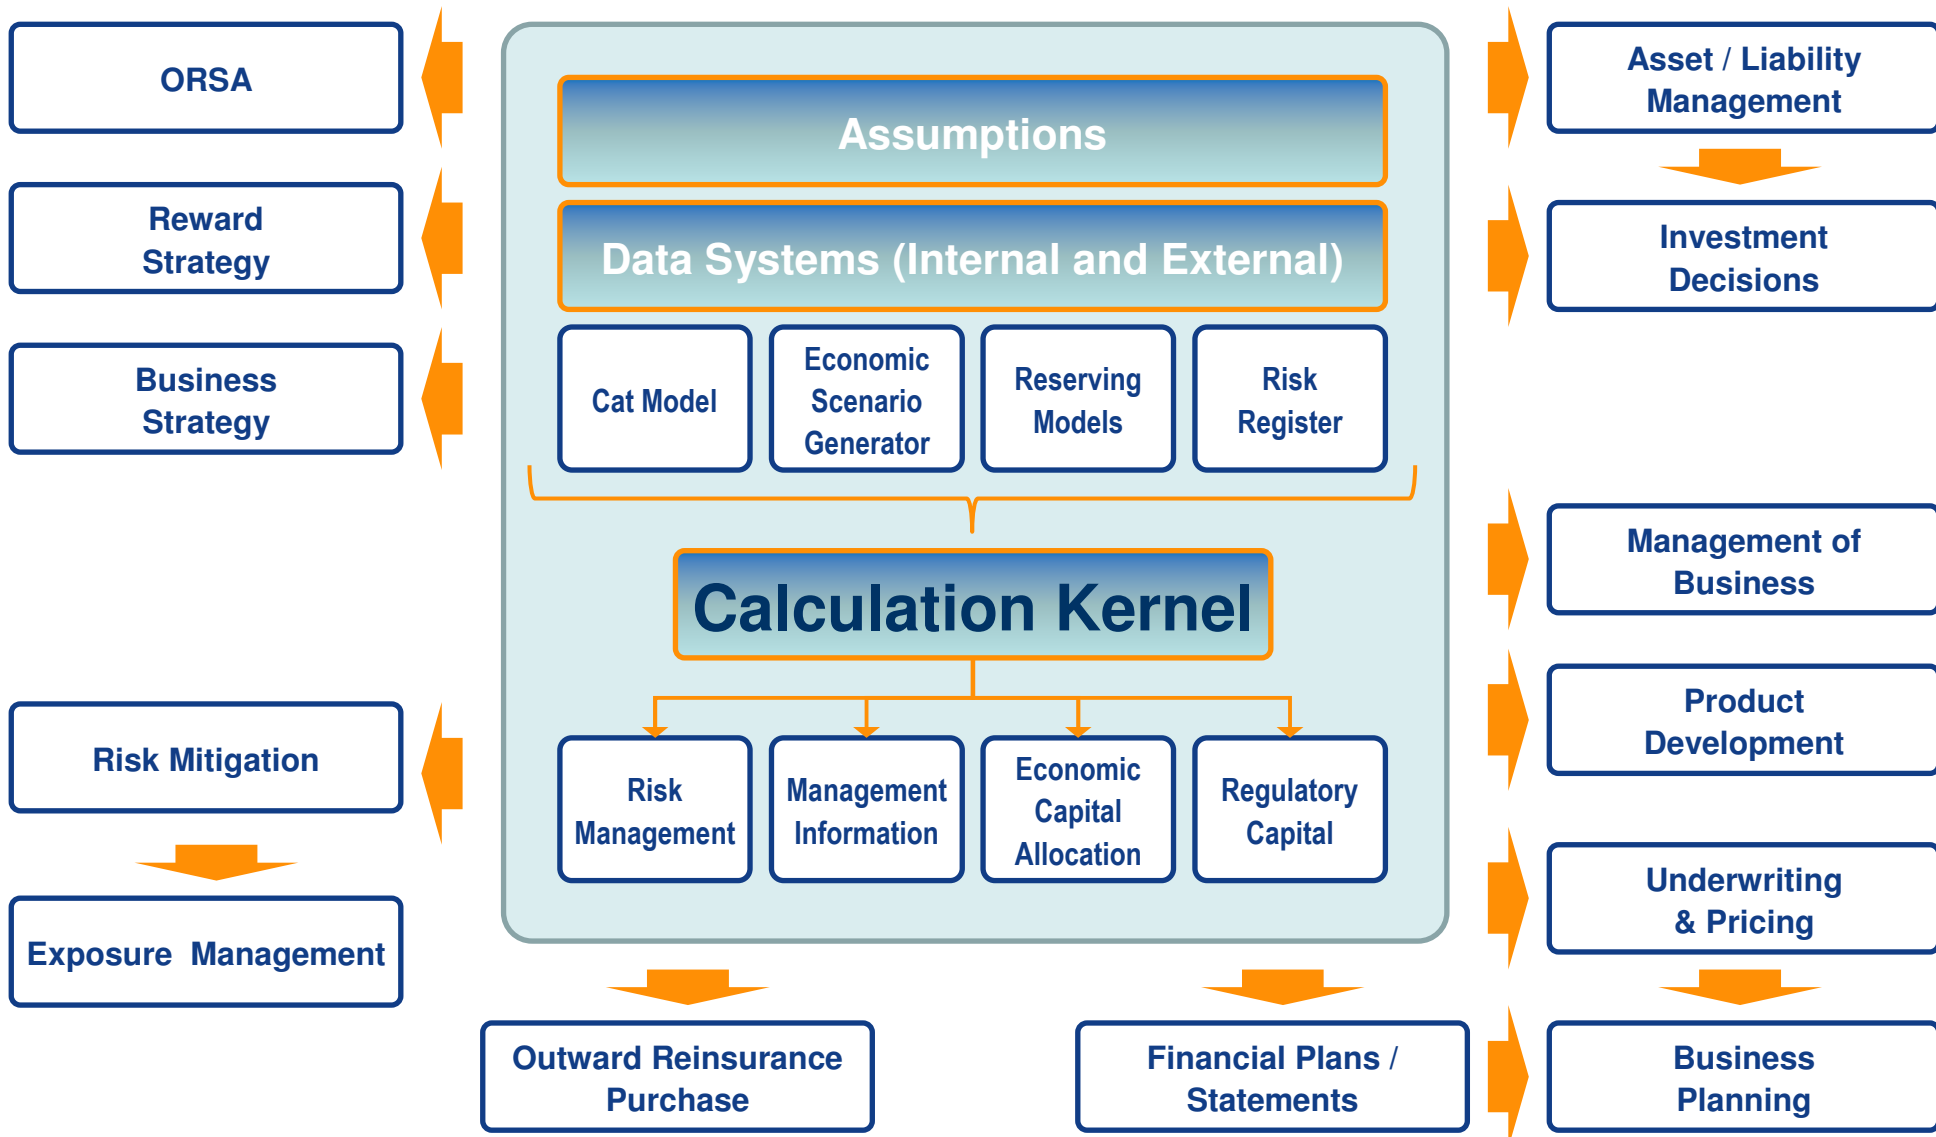 ORSA
Reward
Strategy
Business
Strategy
Risk Mitigation
Exposure Management
Assumptions
Data Systems (Internal and External)
Cat Model
Economic
Scenario
Generator
Reserving
Models
Risk
Register
Calculation Kernel
Risk
Management
Management
Information
Economic
Capital
Allocation
Regulatory
Capital
Outward Reinsurance
Purchase
Financial Plans /
Statements
Asset / Liability
Management
Investment
Decisions
Management of
Business
Product
Development
Underwriting
& Pricing
Business
Planning